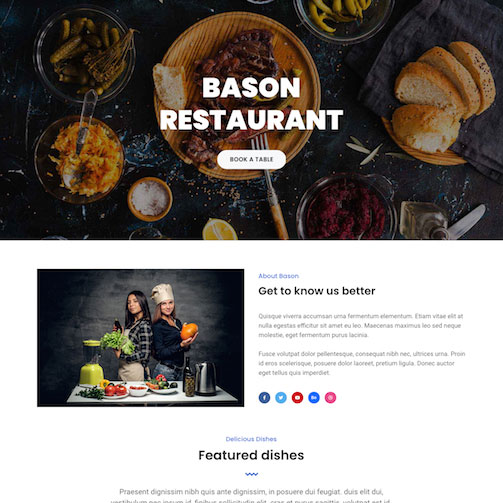 BASON
RESTAURANT
BOOK A TABLE
About Bason
Get to know us better
Quisque viverra accumsan urna fermentum elementum. Etiam vitae elit at
nulla egestas efficitur sit amet eu leo. Maecenas maximus leo sed neque
molestie, eget fermentum purus lacinia.
Fusce volutpat dolor pellentesque, consequat nibh nec, ultrices urna. Proin
id eros scelerisque, posuere dolor laoreet, pretium ligula. Donec auctor
eget tellus quis imperdiet.
Bē
Delicious Dishes
Featured dishes
Praesent dignissim nibh quis ante dignissim, in posuere dui feugiat. duis elit dui,